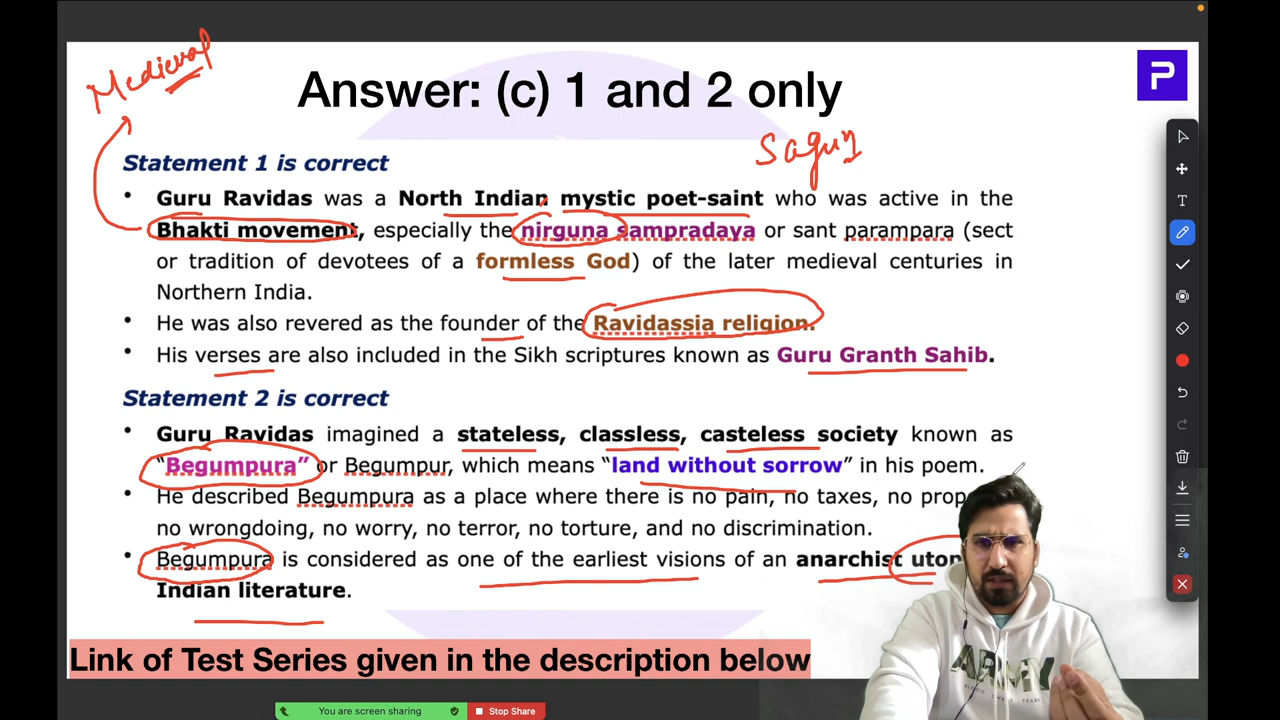 Medieval
Answer: (c) 1 and 2 only
P
Sagun
Statement 1 is correct
• Guru Ravidas was a North Indian mystic poet-saint who was active in the
Bhakti movement, especially the nirguna sampradaya or sant parampara (sect
or tradition of devotees of a formless God) of the later medieval centuries in
Northern India.
• He was also revered as the founder of the Ravidassia religion.
• His verses are also included in the Sikh scriptures known as Guru Granth Sahib.
Statement 2 is correct
• Guru Ravidas imagined a stateless, classless, casteless society known as
“Begumpura” or Begumpur, which means “land without sorrow” in his poem.
• He described Begumpura as a place where there is no pain, no taxes, no prop
no wrongdoing, no worry, no terror, no torture, and no discrimination.
• Begumpura is considered as one of the earliest visions of an anarchist uto
Indian literature.
Link of Test Series given in the description below
You are screen sharing
Stop Share
T